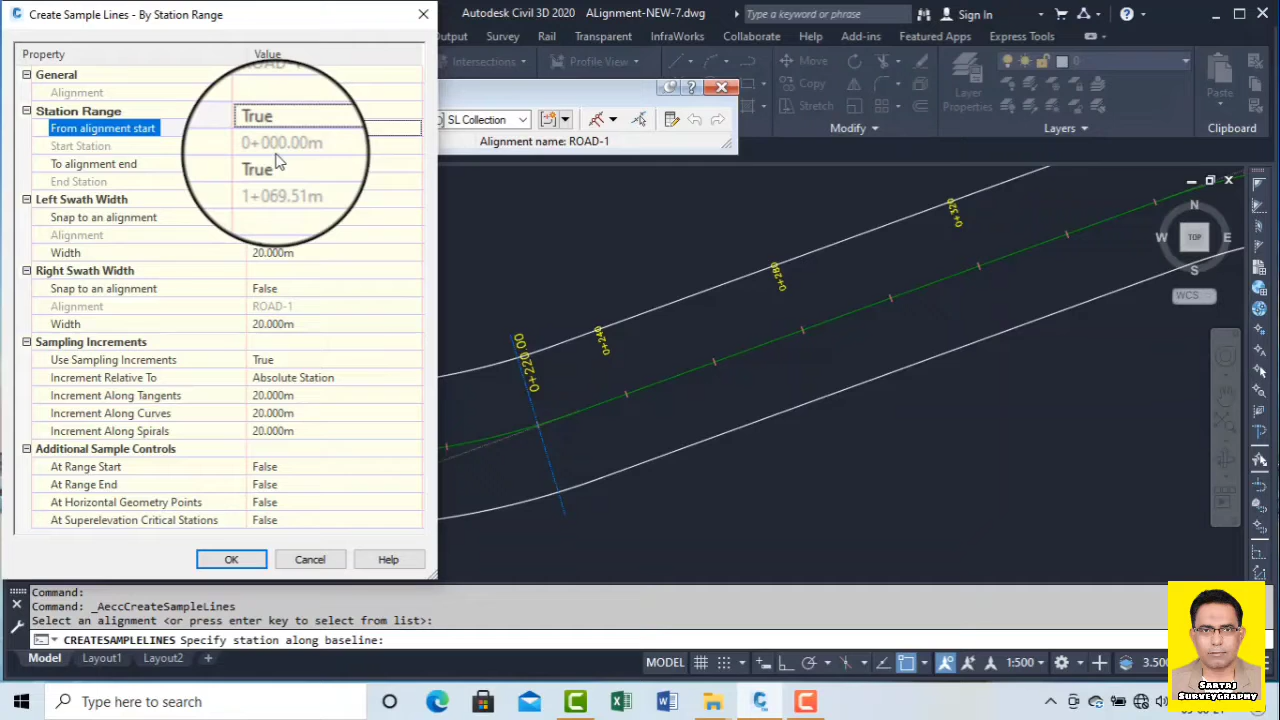 Create Sample Lines - By Station Range
Autodesk Civil 3D 2020 ALignment-NEW-7.dwg
Type a keyword or phrase
Sign In
Output Survey Rail Transparent InfraWorks Collaborate Help Add-ins Featured Apps Express Tools
Intersections Profile View
Move
Copy
Stretch
Modify
Paste
Layers
Clipboard
SL Collection
Alignment name: ROAD-1
Property Value
General
Alignment
Station Range
From alignment start True
Start Station 0+000.00m
To alignment end True
End Station 1+069.51m
Left Swath Width
Snap to an alignment
Alignment
Width 20.000m
Right Swath Width
Snap to an alignment False
Alignment ROAD-1
Width 20.000m
Sampling Increments
Use Sampling Increments True
Increment Relative To Absolute Station
Increment Along Tangents 20.000m
Increment Along Curves 20.000m
Increment Along Spirals 20.000m
Additional Sample Controls
At Range Start False
At Range End False
At Horizontal Geometry Points False
At Superelevation Critical Stations False
OK Cancel Help
0+220.00
0+240
0+280
0+320
N
W TOP E
S
WCS
Command:
Command: _AeccCreateSampleLines
Select an alignment <or press enter key to select from list>:
CREATESAMPLELINES Specify station along baseline:
Model Layout1 Layout2 +
MODEL 1:500 3.500
Type here to search
SARTAJ
SURVEYGRAPHY